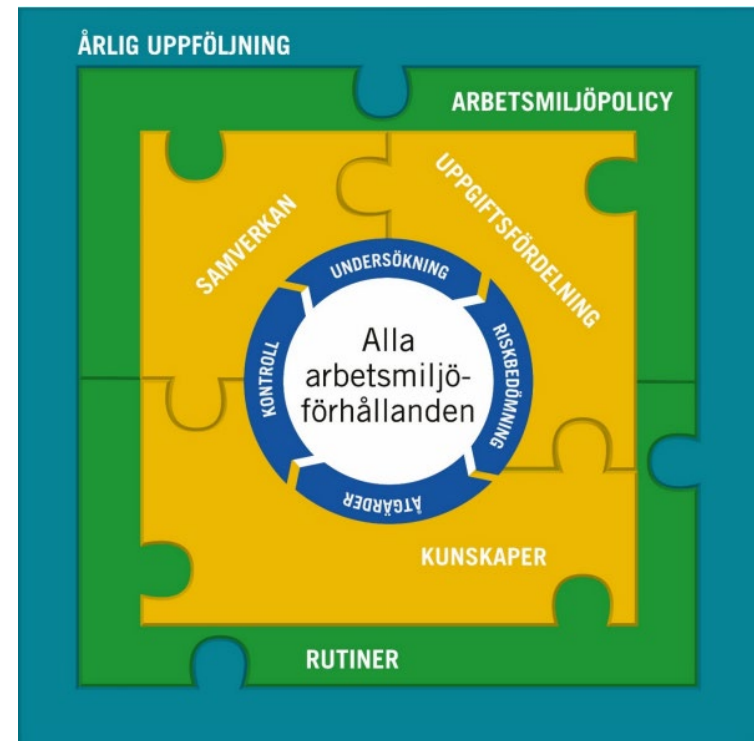 ÅRLIG UPPFÖLJNING
ARBETSMILJÖPOLICY
SAMVERKAN
UPPGIFTSFÖRDELNING
UNDERSÖKNING
RISKBEDÖMNING
ÅTGÄRDER
KONTROLL
Alla
arbetsmiljö-
förhållanden
KUNSKAPER
RUTINER